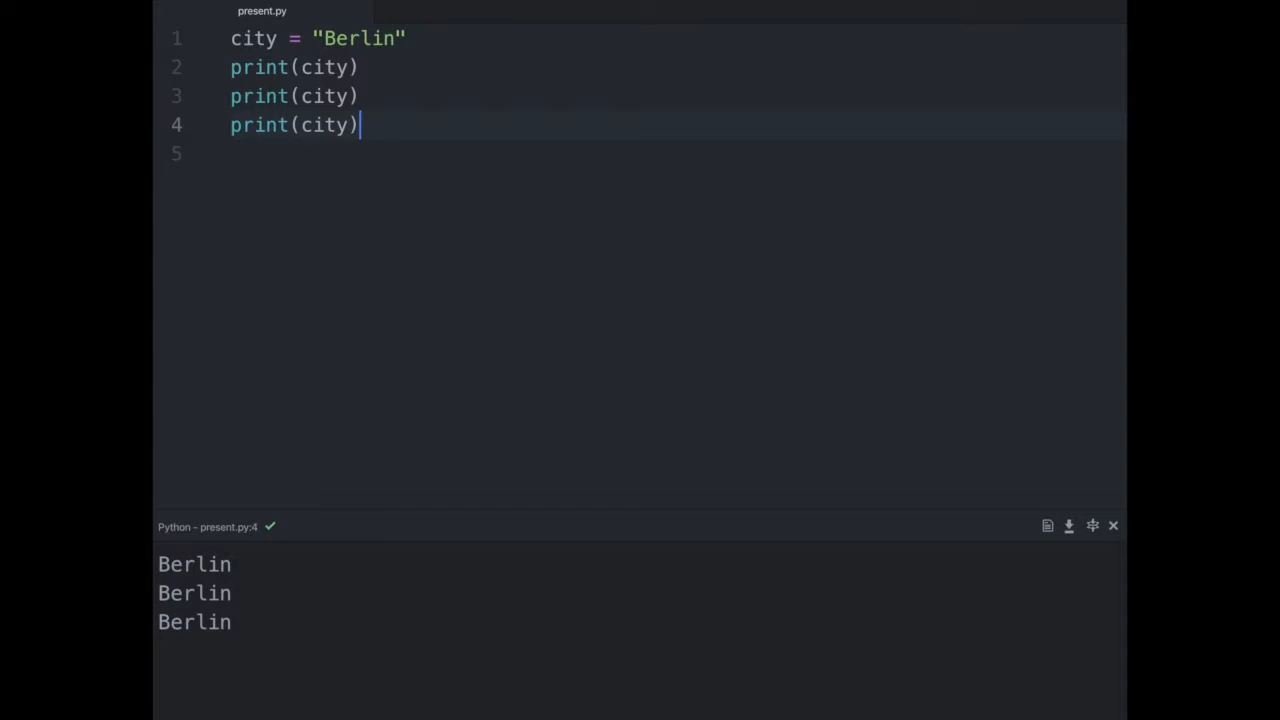 present.py
1 city = "Berlin"
2 print(city)
3 print(city)
4 print(city)
5
Python - present.py:4
Berlin
Berlin
Berlin